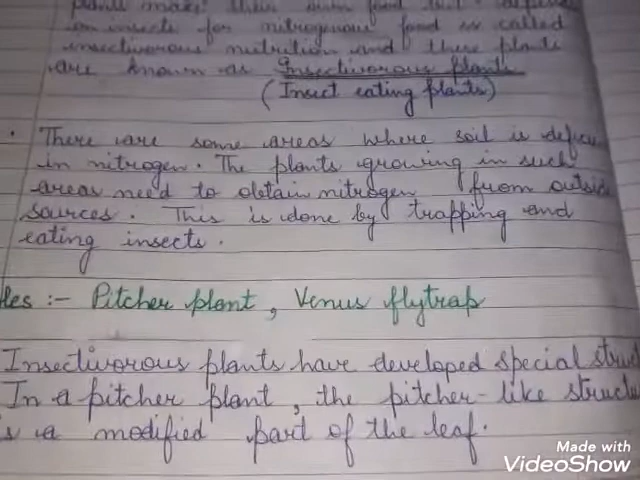 plants make their own food but depend
on insects for nitrogenous food is called
insectivorous nutrition and these plants
are known as Insectivorous plants
(Insect eating plants)
• There are some areas where soil is defic
in nitrogen. The plants growing in such
areas need to obtain nitrogen from outside
sources. This is done by trapping and
eating insects.
les :- Pitcher plant, Venus flytrap
Insectivorous plants have developed special struc
In a pitcher plant, the pitcher-like structu
s a modified part of the leaf.
Made with
VideoShow